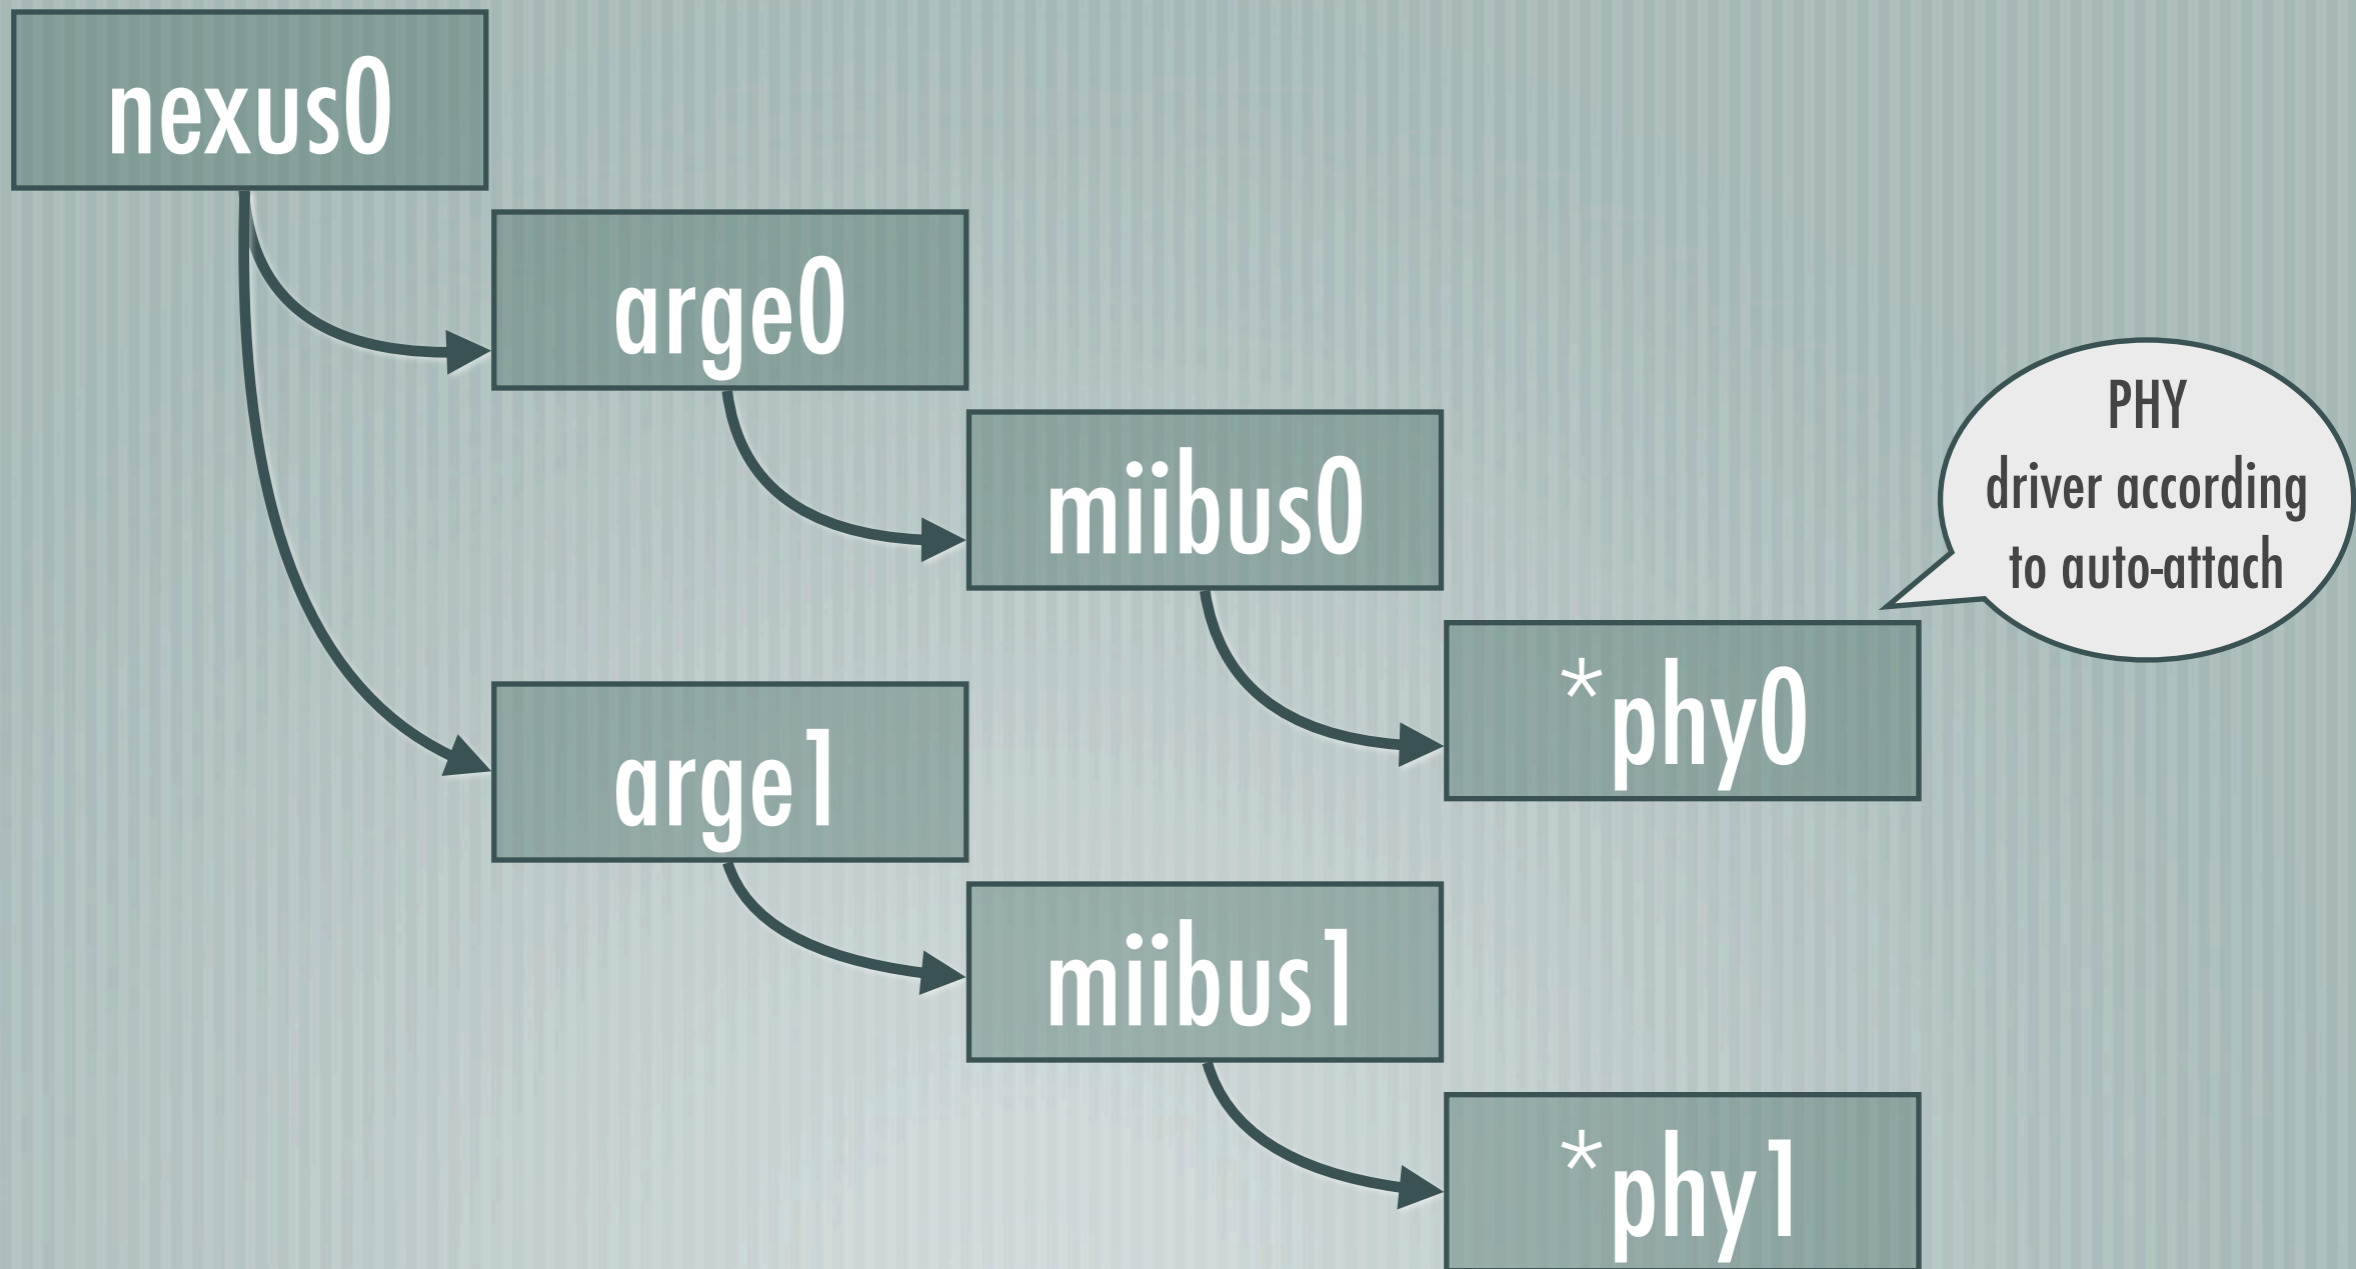 nexus0
arge0
miibus0
PHY
driver according
to auto-attach
*phy0
arge1
miibus1
*phy1